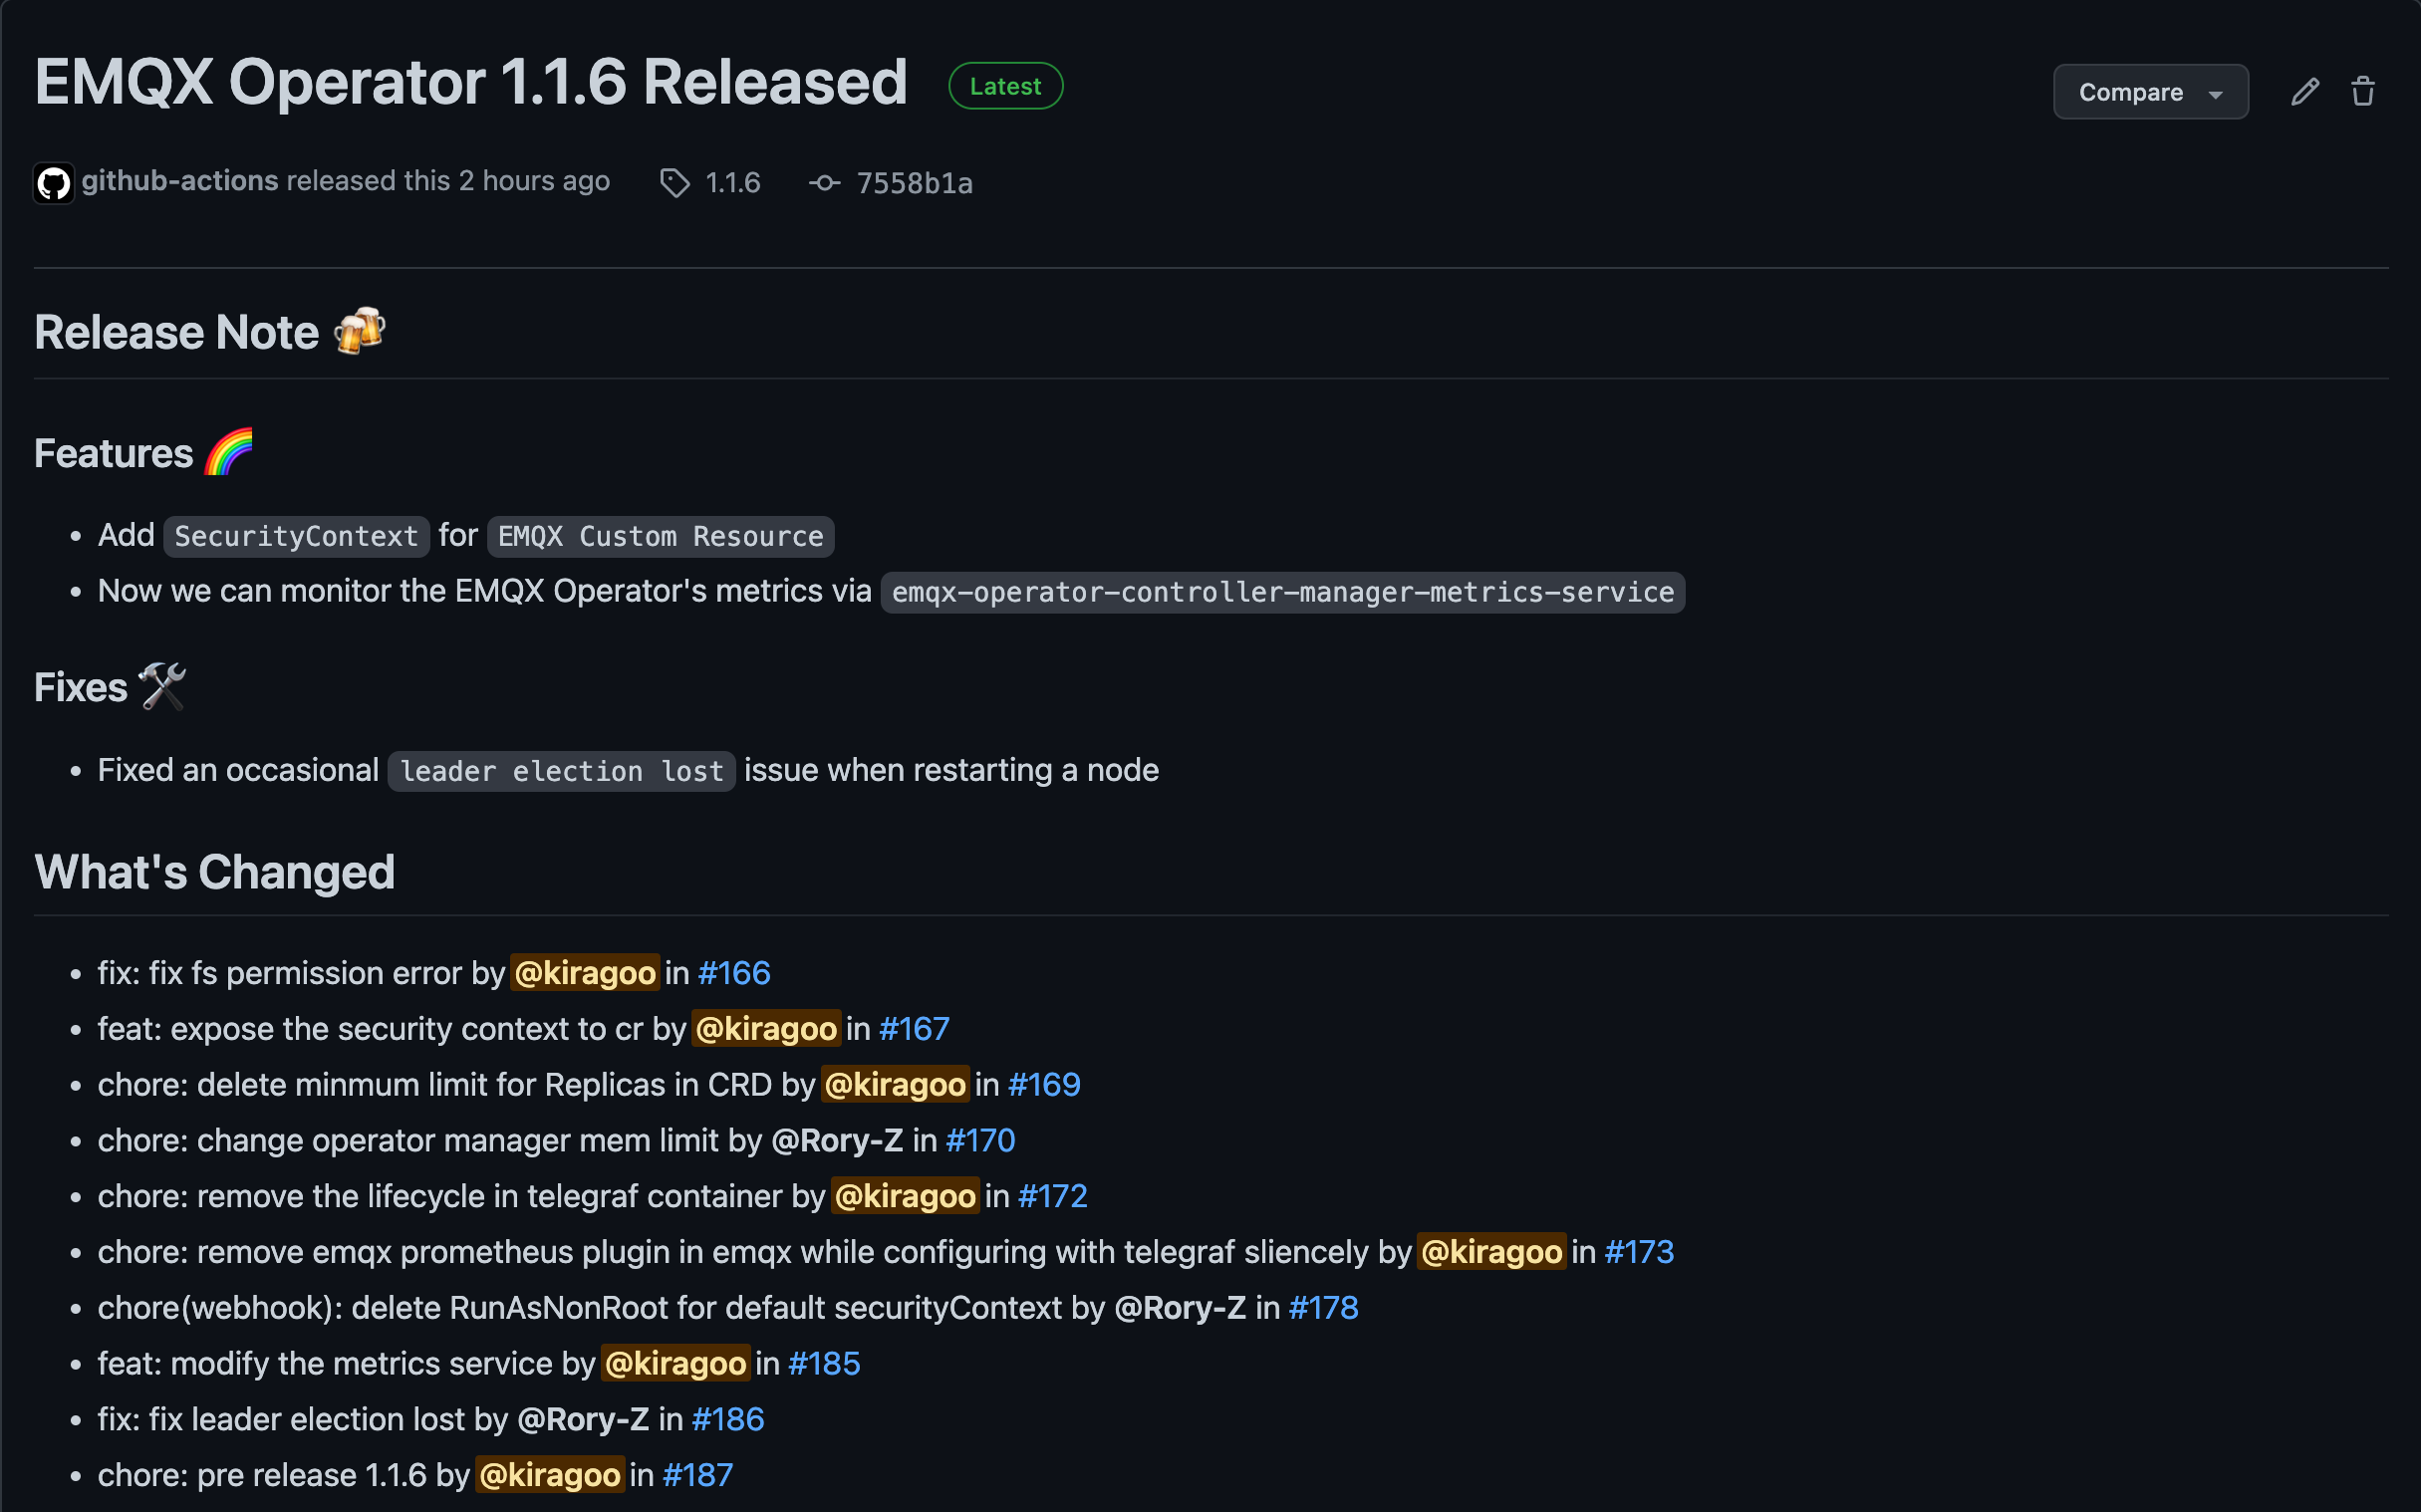 EMQX Operator 1.1.6 Released Latest Compare
github-actions released this 2 hours ago 1.1.6 7558b1a
Release Note 🍻
Features 🌈
• Add SecurityContext for EMQX Custom Resource
• Now we can monitor the EMQX Operator's metrics via emqx-operator-controller-manager-metrics-service
Fixes 🛠️
• Fixed an occasional leader election lost issue when restarting a node
What's Changed
• fix: fix fs permission error by @kiragoo in #166
• feat: expose the security context to cr by @kiragoo in #167
• chore: delete minmum limit for Replicas in CRD by @kiragoo in #169
• chore: change operator manager mem limit by @Rory-Z in #170
• chore: remove the lifecycle in telegraf container by @kiragoo in #172
• chore: remove emqx prometheus plugin in emqx while configuring with telegraf sliencely by @kiragoo in #173
• chore(webhook): delete RunAsNonRoot for default securityContext by @Rory-Z in #178
• feat: modify the metrics service by @kiragoo in #185
• fix: fix leader election lost by @Rory-Z in #186
• chore: pre release 1.1.6 by @kiragoo in #187